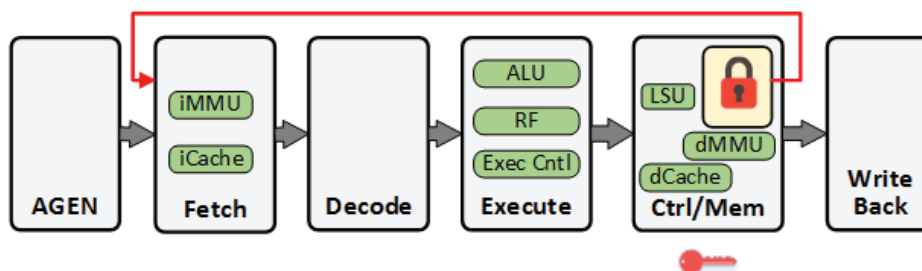 AGEN
iMMU
iCache
Fetch
Decode
ALU
RF
Exec Cntl
Execute
LSU
dMMU
dCache
Ctrl/Mem
Write
Back